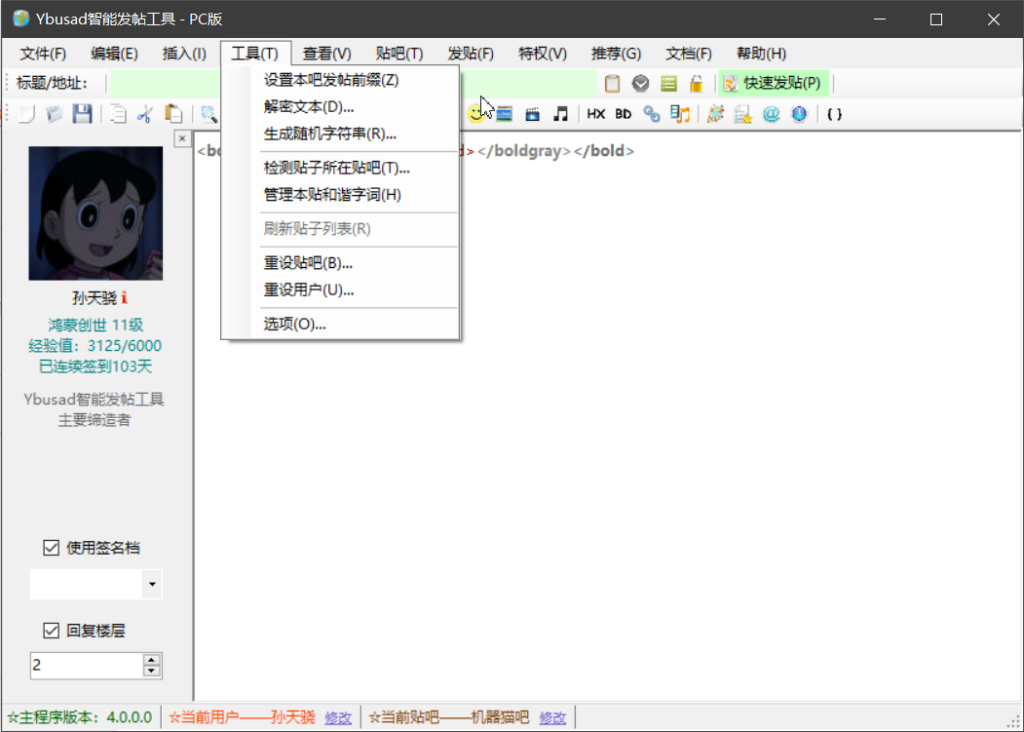 Ybusad智能发帖工具 - PC版
文件(F) 编辑(E) 插入(I) 工具(T) 查看(V) 贴吧(T) 发贴(F) 特权(V) 推荐(G) 文档(F) 帮助(H)
标题/地址: 快速发贴(P)
HX BD { }
设置本吧发帖前缀(Z)
解密文本(D)...
生成随机字符串(R)...
检测贴子所在贴吧(T)...
管理本贴和谐字词(H)
刷新贴子列表(R)
重设贴吧(B)...
重设用户(U)...
选项(O)...
></boldgray></bold>
孙天骁
鸿蒙创世 11级
经验值：3125/6000
已连续签到103天
Ybusad智能发帖工具
主要缔造者
使用签名档
回复楼层
2
☆主程序版本：4.0.0.0 ☆当前用户——孙天骁 修改 ☆当前贴吧——机器猫吧 修改